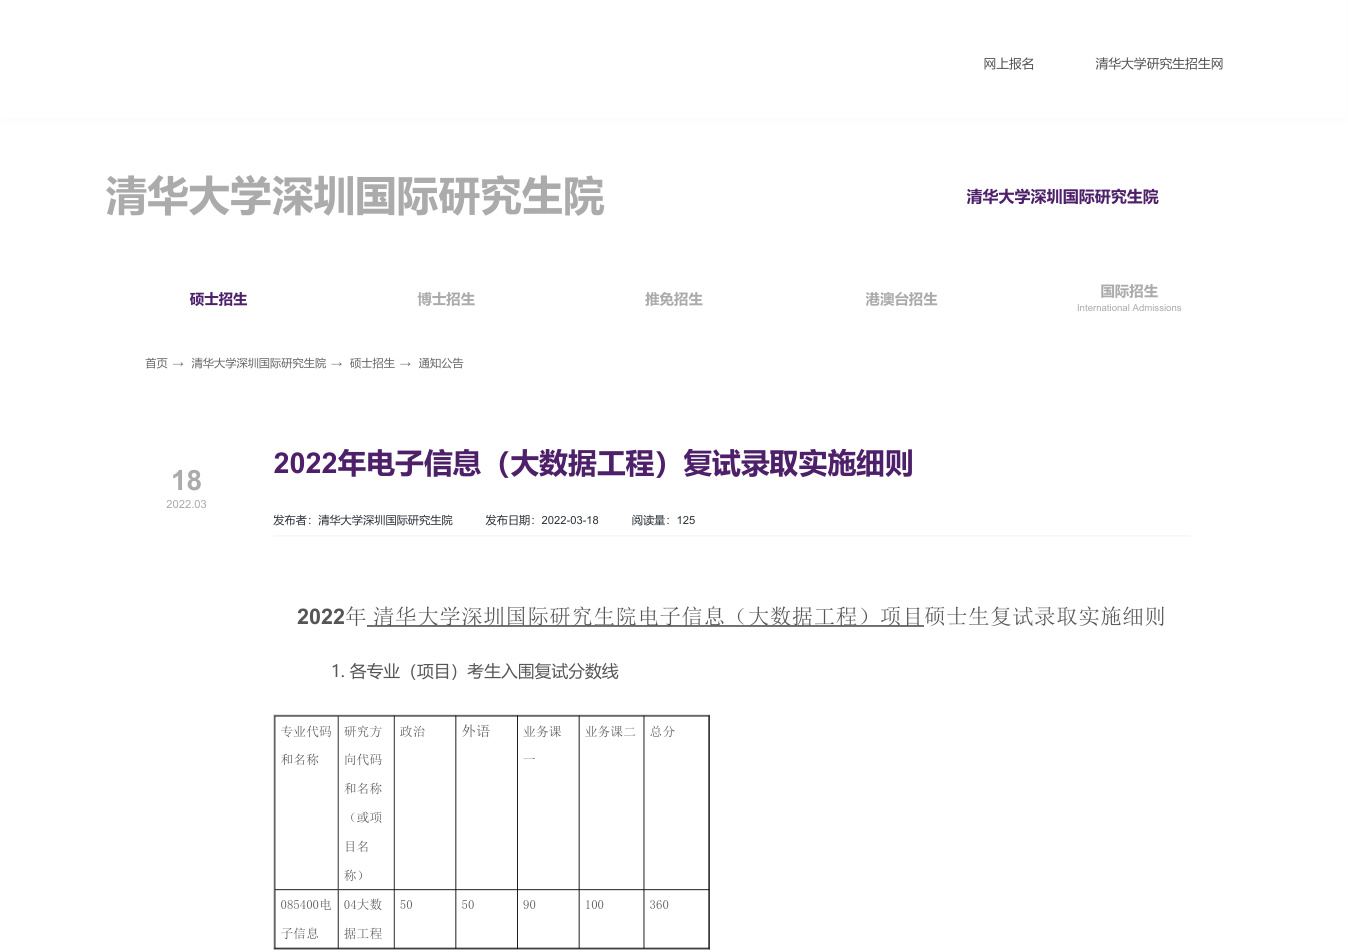 网上报名 清华大学研究生招生网
清华大学深圳国际研究生院 清华大学深圳国际研究生院
硕士招生 博士招生 推免招生 港澳台招生 国际招生
International Admissions
首页 → 清华大学深圳国际研究生院 → 硕士招生 → 通知公告
2022年电子信息（大数据工程）复试录取实施细则
18
2022.03
发布者：清华大学深圳国际研究生院 发布日期：2022-03-18 阅读量：125
2022年 清华大学深圳国际研究生院电子信息（大数据工程）项目硕士生复试录取实施细则
1. 各专业（项目）考生入围复试分数线
专业代码 研究方 政治 外语 业务课 业务课二 总分
和名称 向代码 一
和名称
（或项
目名
称）
085400电 04大数 50 50 90 100 360
子信息 据工程